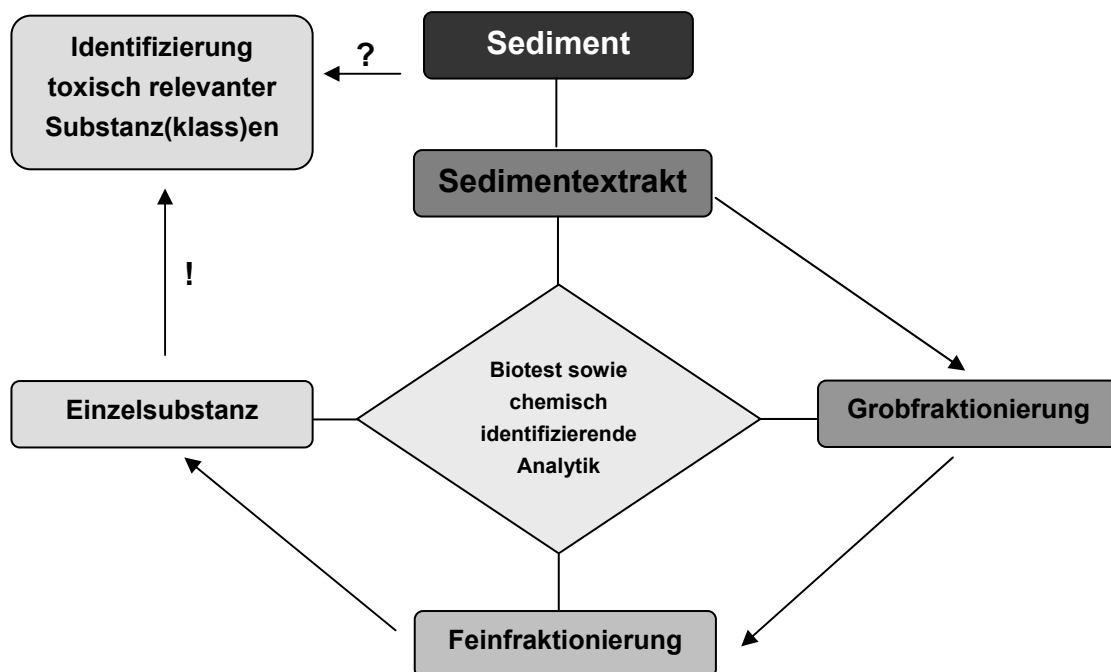 Identifizierung
toxisch relevanter
Substanz(klass)en
?
Sediment
Sedimentextrakt
!
Biotest sowie
chemisch
identifizierende
Analytik
Einzelsubstanz
Grobfraktionierung
Feinfraktionierung